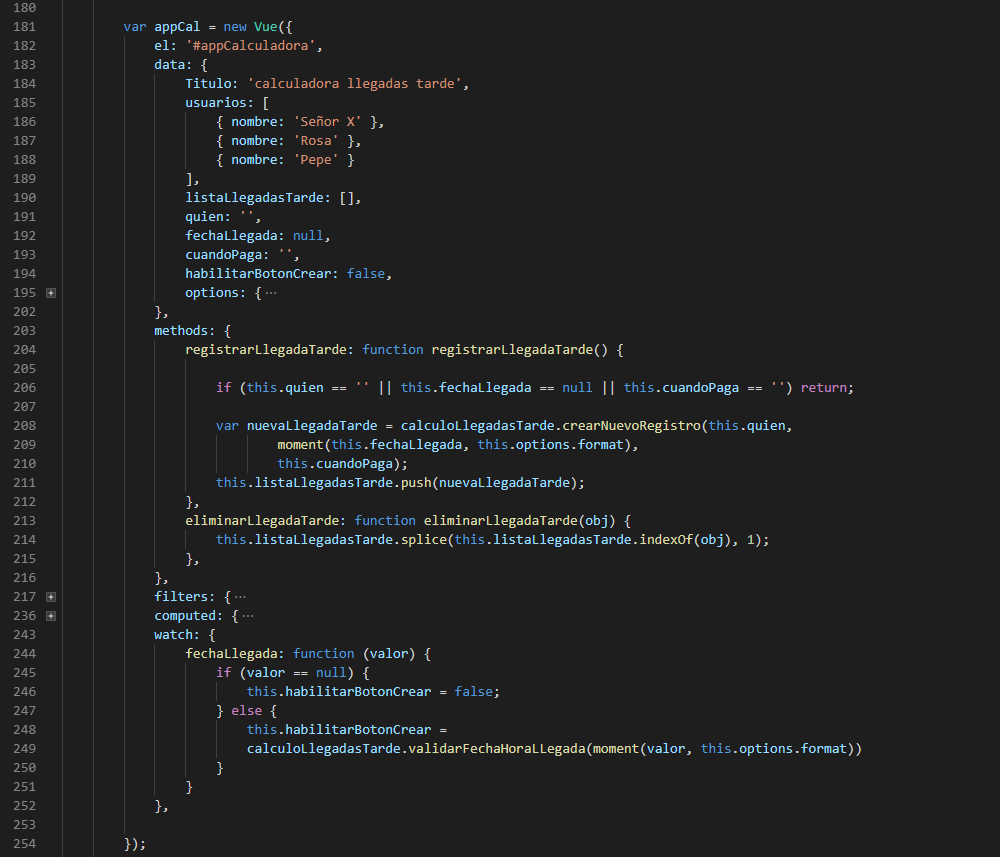 180
181 var appCal = new Vue({
182 el: '#appCalculadora',
183 data: {
184 Titulo: 'calculadora llegadas tarde',
185 usuarios: [
186 { nombre: 'Señor X' },
187 { nombre: 'Rosa' },
188 { nombre: 'Pepe' }
189 ],
190 listaLlegadasTarde: [],
191 quien: '',
192 fechaLlegada: null,
193 cuandoPaga: '',
194 habilitarBotonCrear: false,
195 options: { ···
202 },
203 methods: {
204 registrarLlegadaTarde: function registrarLlegadaTarde() {
205
206 if (this.quien == '' || this.fechaLlegada == null || this.cuandoPaga == '') return;
207
208 var nuevaLlegadaTarde = calculoLlegadasTarde.crearNuevoRegistro(this.quien,
209 moment(this.fechaLlegada, this.options.format),
210 this.cuandoPaga);
211 this.listaLlegadasTarde.push(nuevaLlegadaTarde);
212 },
213 eliminarLlegadaTarde: function eliminarLlegadaTarde(obj) {
214 this.listaLlegadasTarde.splice(this.listaLlegadasTarde.indexOf(obj), 1);
215 },
216 },
217 filters: { ···
236 computed: { ···
243 watch: {
244 fechaLlegada: function (valor) {
245 if (valor == null) {
246 this.habilitarBotonCrear = false;
247 } else {
248 this.habilitarBotonCrear =
249 calculoLlegadasTarde.validarFechaHoraLLegada(moment(valor, this.options.format))
250 }
251 }
252 },
253
254 });